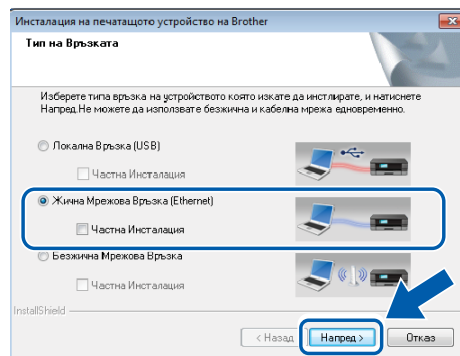 Инсталация на печатащото устройство на Brother
Тип на Връзката
Изберете типа връзка на устройството която искате да инстлирате, и натиснете
Напред.Не можете да използвате безжична и кабелна мрежа едновременно.
Локална Връзка (USB)
Частна Инсталация
Жична Мрежова Връзка (Ethernet)
Частна Инсталация
Безжична Мрежова Връзка
Частна Инсталация
InstallShield
< Назад Напред > Отказ